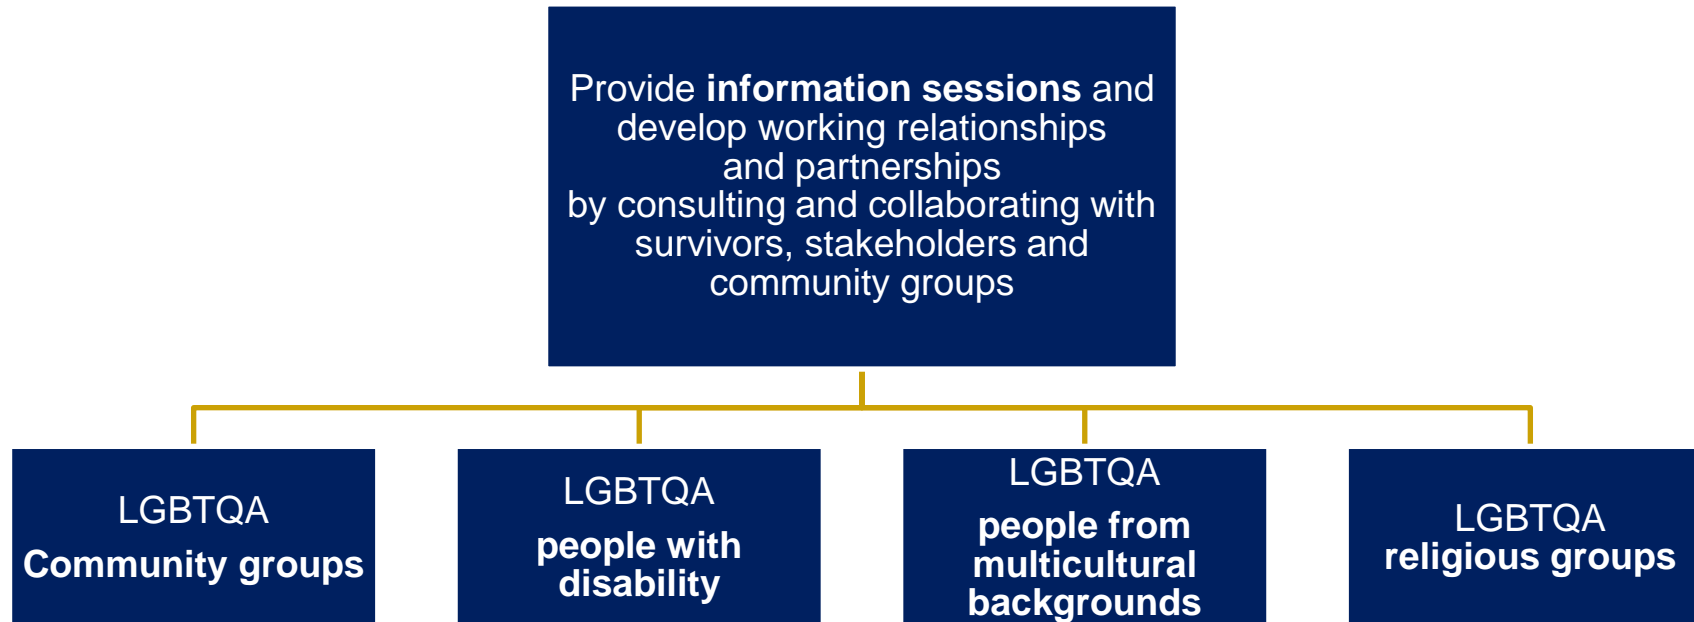 Provide information sessions and
develop working relationships
and partnerships
by consulting and collaborating with
survivors, stakeholders and
community groups
LGBTQA
Community groups
LGBTQA
people with
disability
LGBTQA
people from
multicultural
backgrounds
LGBTQA
religious groups